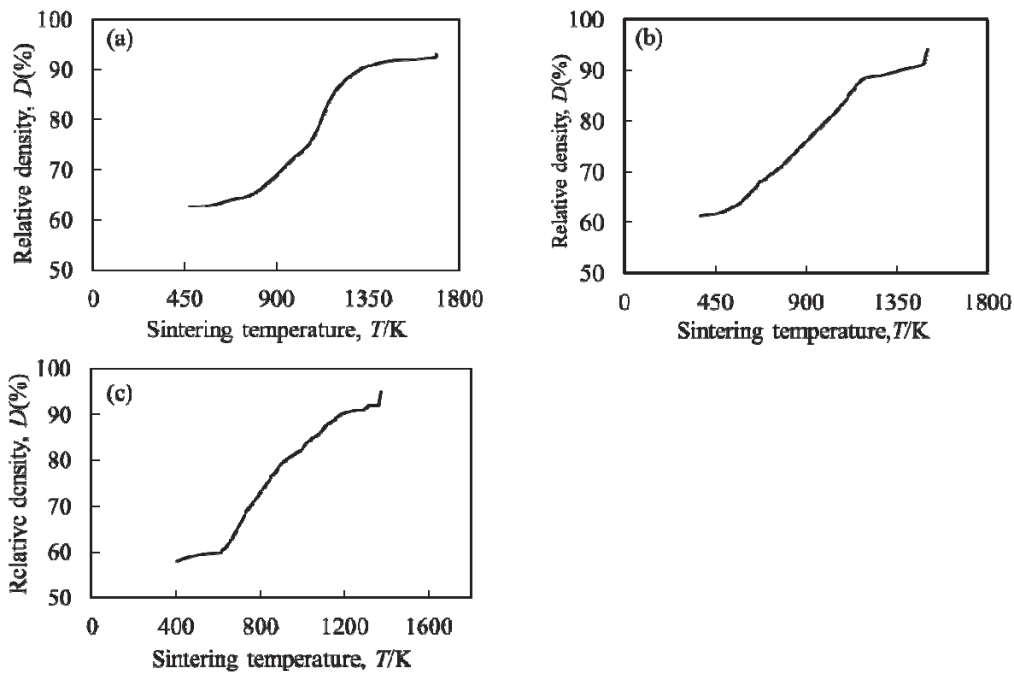 (a)
Relative density, D(%)
100
90
80
70
60
50
0 450 900 1350 1800
Sintering temperature, T/K
(b)
Relative density, D(%)
100
90
80
70
60
50
0 450 900 1350 1800
Sintering temperature,T/K
(c)
Relative density, D(%)
100
90
80
70
60
50
0 400 800 1200 1600
Sintering temperature, T/K